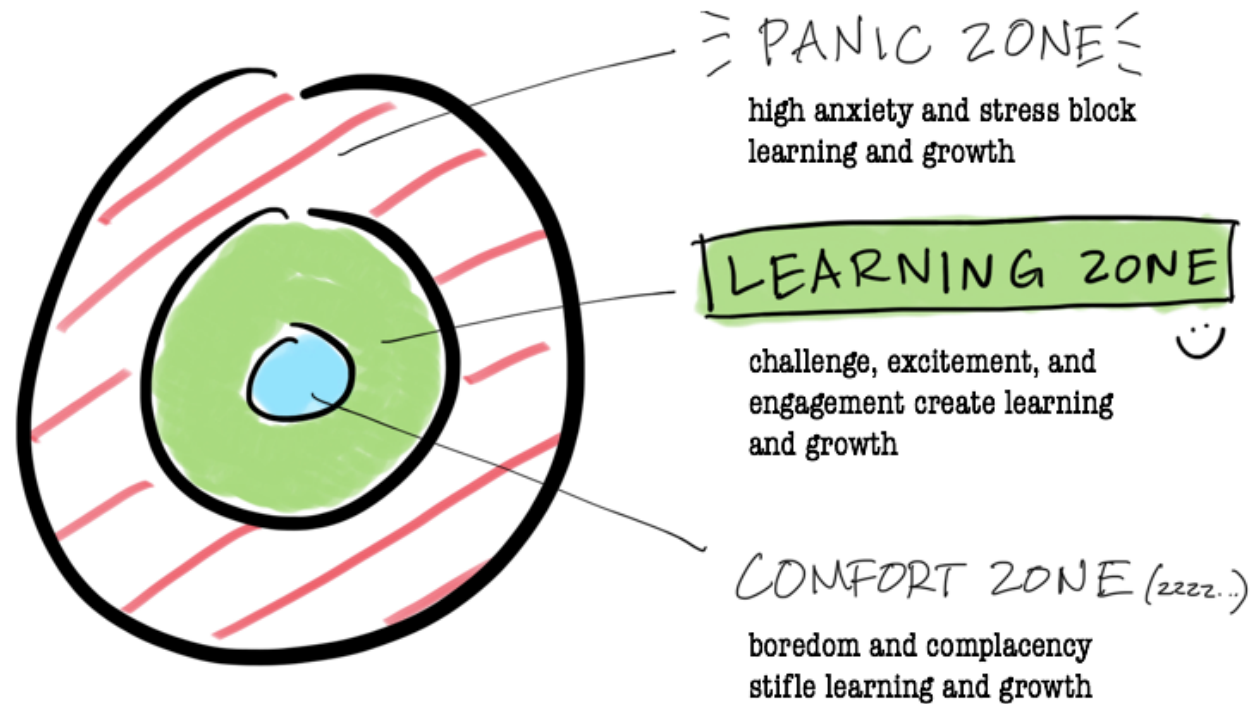 PANIC ZONE
high anxiety and stress block
learning and growth
LEARNING ZONE
challenge, excitement, and
engagement create learning
and growth
COMFORT ZONE (zzzz...)
boredom and complacency
stifle learning and growth